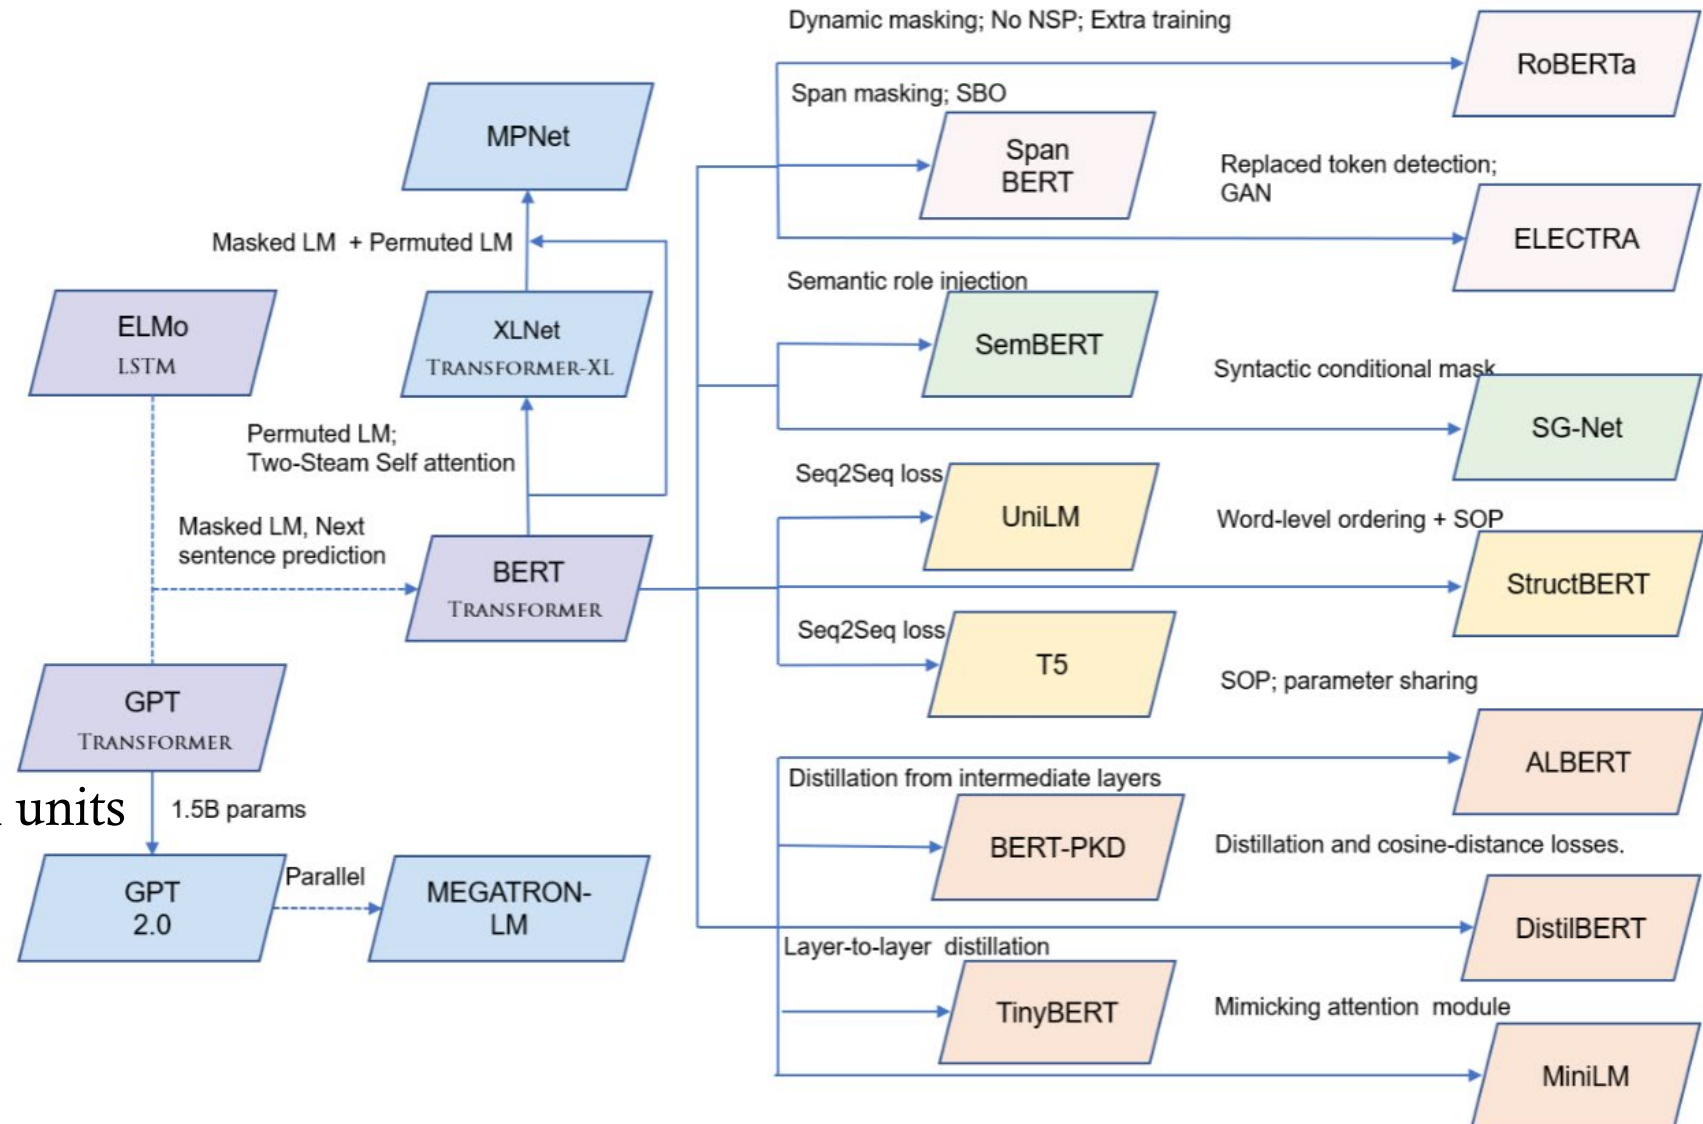 Dynamic masking; No NSP; Extra training
RoBERTa
Span masking; SBO
MPNet
Span
BERT
Replaced token detection;
GAN
ELECTRA
Masked LM + Permuted LM
Semantic role injection
ELMo
LSTM
XLNet
TRANSFORMER-XL
SemBERT
Syntactic conditional mask
SG-Net
Permuted LM;
Two-Steam Self attention
Seq2Seq loss
UniLM
Word-level ordering + SOP
StructBERT
Masked LM, Next
sentence prediction
BERT
TRANSFORMER
Seq2Seq loss
T5
SOP; parameter sharing
GPT
TRANSFORMER
ALBERT
Distillation from intermediate layers
units
1.5B params
BERT-PKD
Distillation and cosine-distance losses.
Parallel
GPT
2.0
MEGATRON-
LM
DistilBERT
Layer-to-layer distillation
TinyBERT
Mimicking attention module
MiniLM